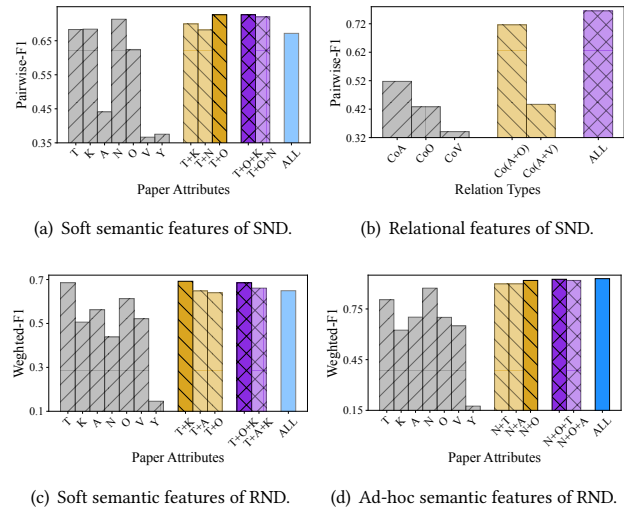 Pairwise-F1
0.65
0.55
0.45
0.35
T K A N O V Y T+K T+N T+O T+O+K T+O+N ALL
Paper Attributes
(a) Soft semantic features of SND.
Pairwise-F1
0.72
0.62
0.52
0.42
0.32
CoA CoO CoV Co(A+O) Co(A+V) ALL
Relation Types
(b) Relational features of SND.
Weghted-F1
0.7
0.5
0.3
0.1
T K A N O V Y T+K T+A T+O T+O+K T+A+K ALL
Paper Attributes
(c) Soft semantic features of RND.
Weghted-F1
0.75
0.45
0.15
T K A N O V Y N+T N+A N+O N+O+T N+O+A ALL
Paper Attributes
(d) Ad-hoc semantic features of RND.